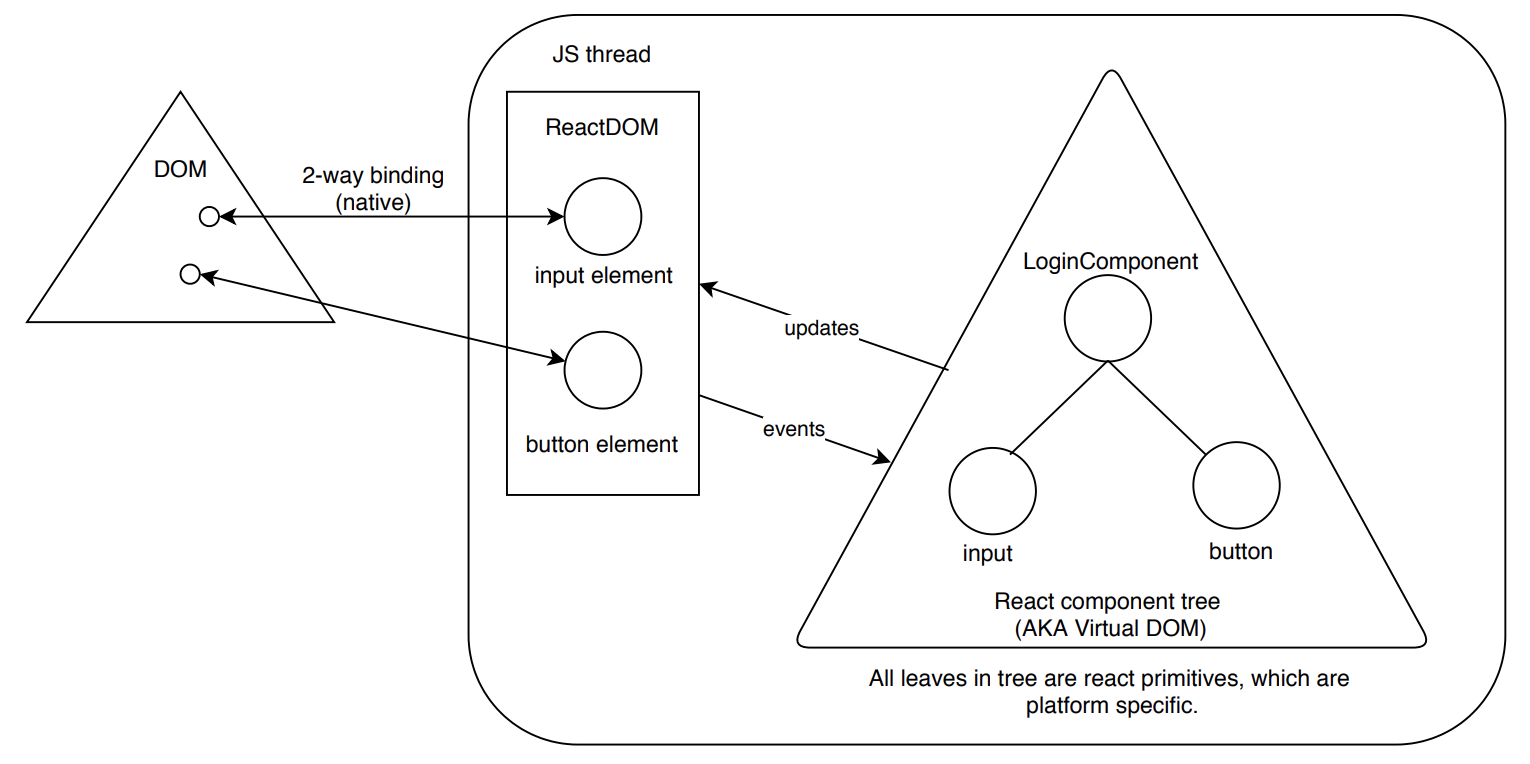 JS thread
ReactDOM
DOM
2-way binding
(native)
input element
button element
updates
events
LoginComponent
input
button
React component tree
(AKA Virtual DOM)
All leaves in tree are react primitives, which are
platform specific.